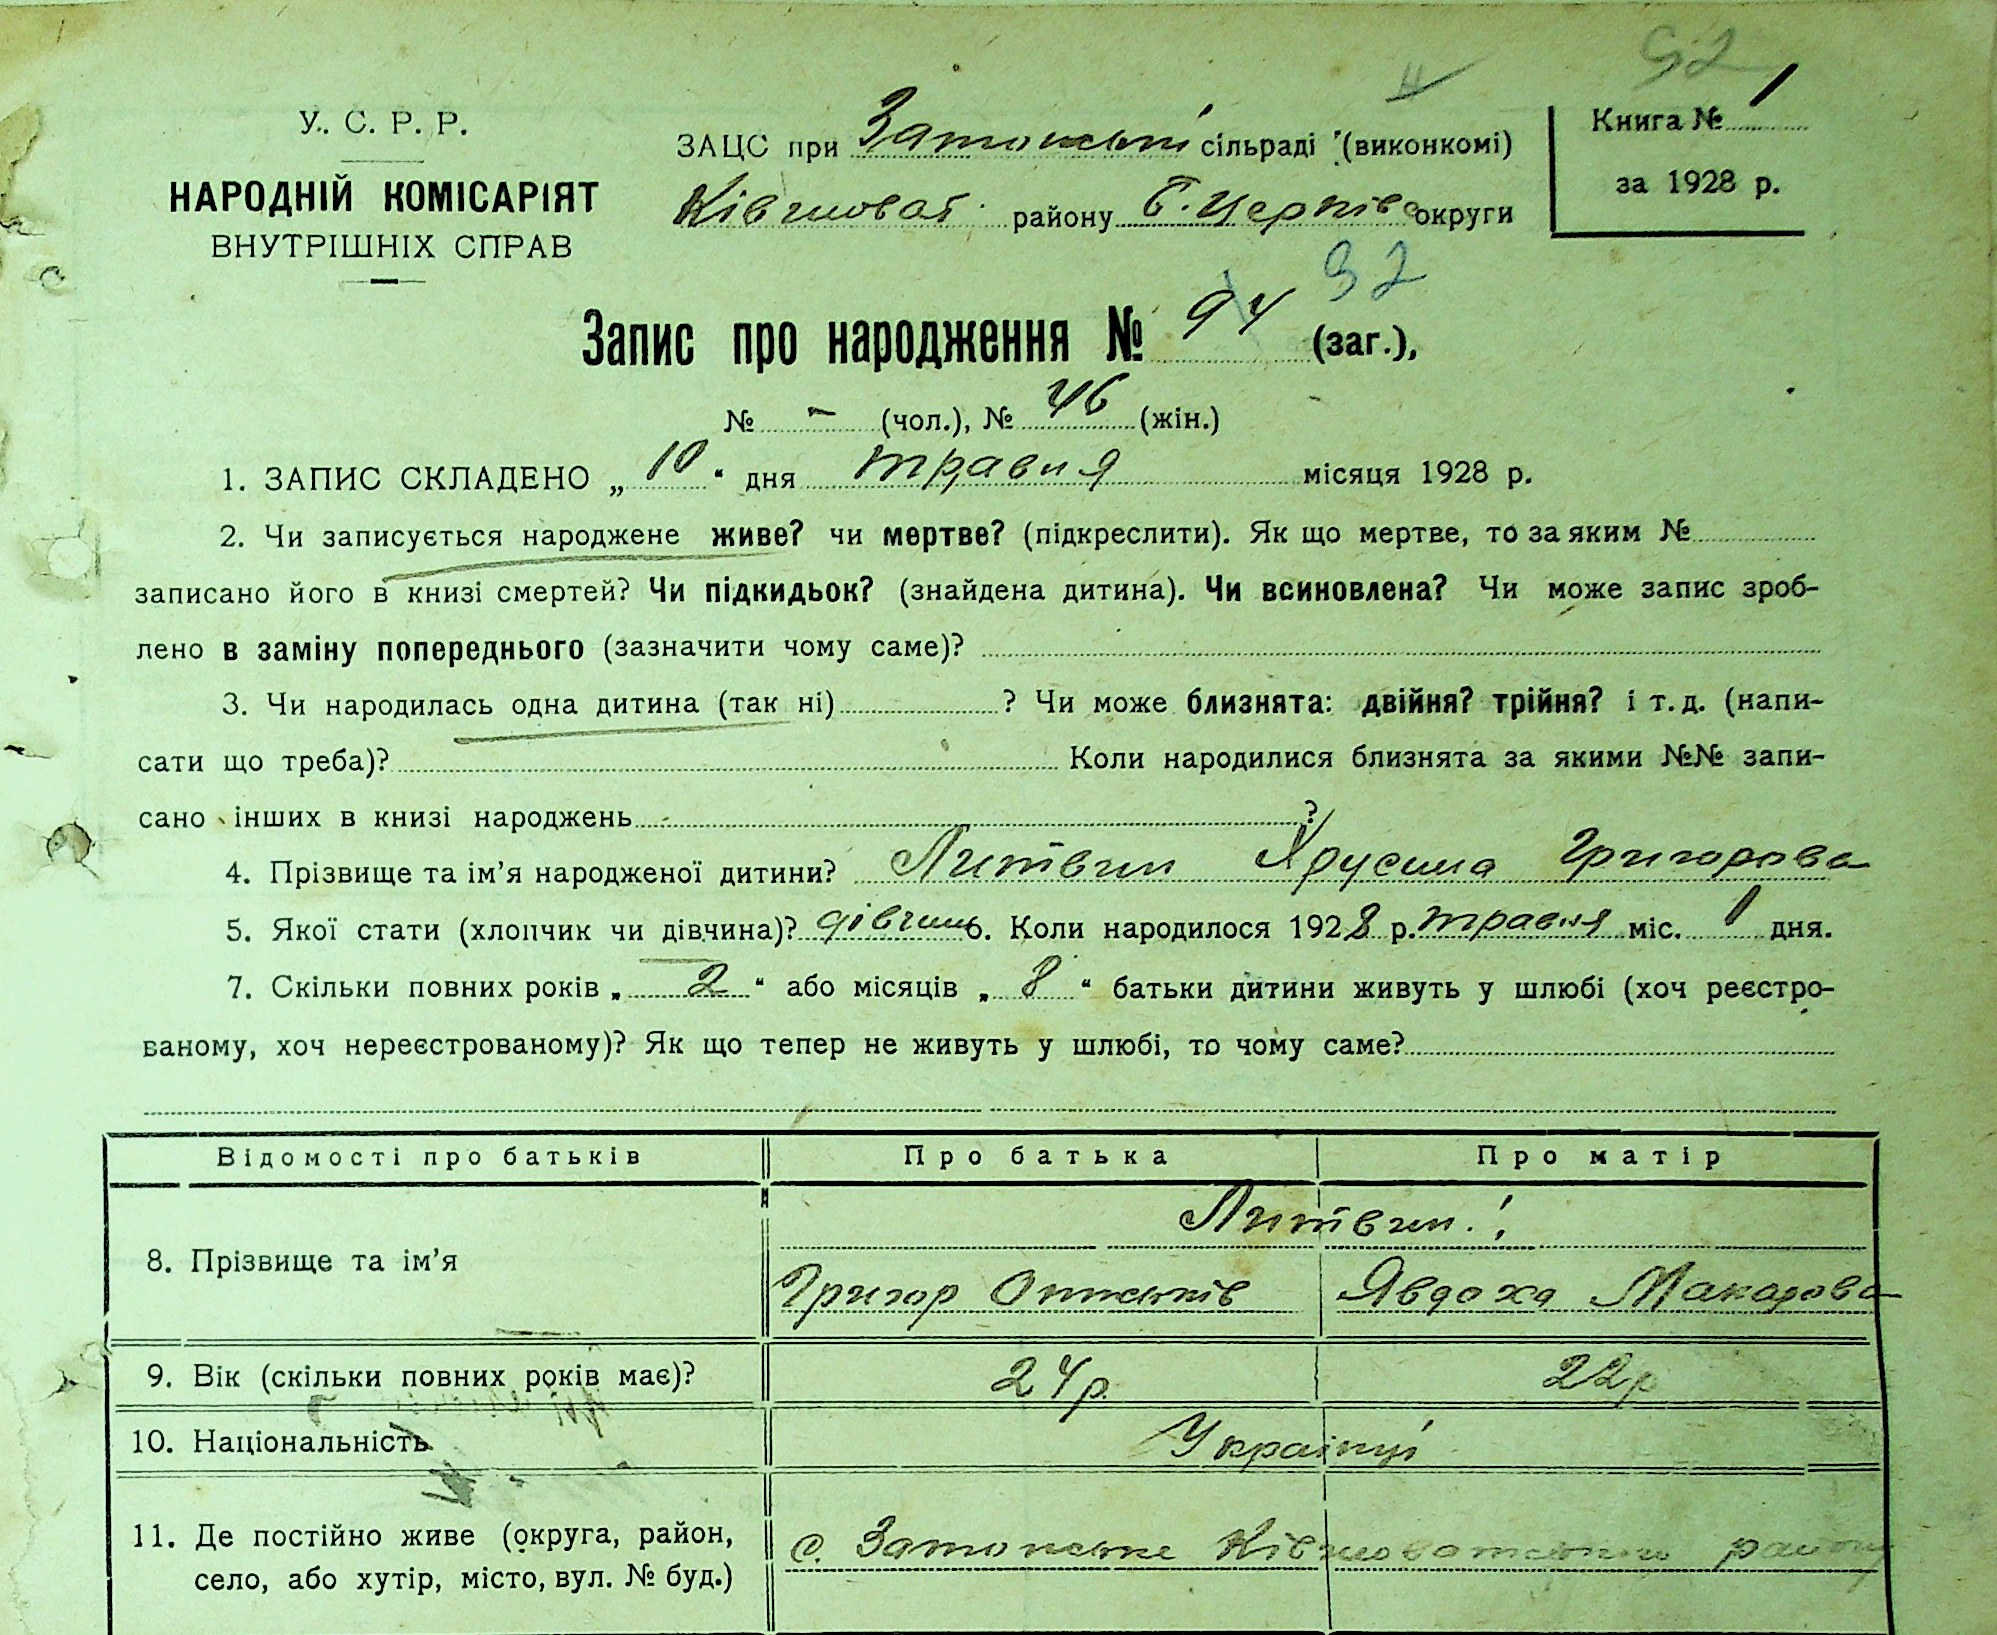 52
У. С. Р. Р.
НАРОДНІЙ КОМІСАРІЯТ
ВНУТРІШНІХ СПРАВ
ЗАЦС при Затонські сільраді (виконкомі)
району Б. Церківс округи
Книга № 1
за 1928 р.
92
Запис про народження № 94 (заг.),
№ - (чол.), № 46 (жін.)
1. ЗАПИС СКЛАДЕНО „ 10 “ дня травня місяця 1928 р.
2. Чи записується народжене живе? чи мертве? (підкреслити). Як що мертве, то за яким №
записано його в книзі смертей? Чи підкидьок? (знайдена дитина). Чи всиновлена? Чи може запис зроб-
лено в заміну попереднього (зазначити чому саме)?
3. Чи народилась одна дитина (так ні) ? Чи може близнята: двійня? трійня? і т. д. (напи-
сати що треба)? Коли народилися близнята за якими №№ запи-
сано інших в книзі народжень ?
4. Прізвище та ім’я народженої дитини? Литвин Хрусина Григорова
5. Якої стати (хлопчик чи дівчина)? дівчина 6. Коли народилося 1928 р. травня міс. 1 дня.
7. Скільки повних років „ 2 “ або місяців „ 8 “ батьки дитини живуть у шлюбі (хоч реєстро-
ваному, хоч нереєстрованому)? Як що тепер не живуть у шлюбі, то чому саме?
Відомості про батьків Про батька Про матір
Литвин
8. Прізвище та ім’я
Григор Явдоха Макарова
9. Вік (скільки повних років має)? 24 р. 22 р
10. Національність Українці
11. Де постійно живе (округа, район,
село, або хутір, місто, вул. № буд.)
с. Затонське району